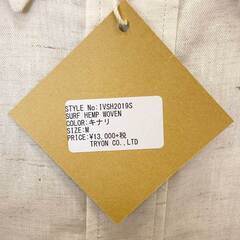 STYLE No:IVSH2019S
SURF HEMP WOVEN
COLOR:キナリ
SIZE:M
PRICE:¥13,000+税
TRYON CO.,LTD